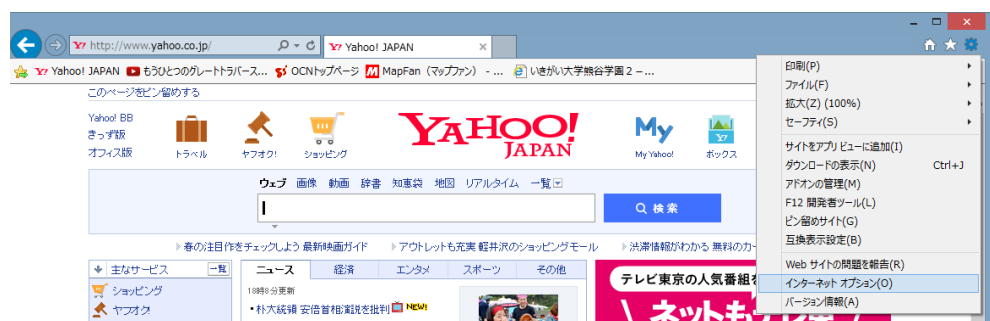 http://www.yahoo.co.jp/
Yahoo! JAPAN
Yahoo! JAPAN
もうひとつのグレートトラバース...
OCNトップページ
MapFan（マップファン） - ...
いきがい大学熊谷学園２ – ...
このページをピン留めする
Yahoo! BB
きっず版
オフィス版
トラベル
ヤフオク!
ショッピング
YAHOO!
JAPAN
My
My Yahoo!
ボックス
ウェブ 画像 動画 辞書 知恵袋 地図 リアルタイム 一覧
検索
春の注目作をチェックしよう 最新映画ガイド
アウトレットも充実 軽井沢のショッピングモール
渋滞情報がわかる 無料のカー
主なサービス 一覧
ショッピング
ヤフオク
ニュース 経済 エンタメ スポーツ その他
18時8分更新
・朴大統領 安倍首相演説を批判 NEW!
テレビ東京の人気番組を
ネットもテレ東
印刷(P)
ファイル(F)
拡大(Z) (100%)
セーフティ(S)
サイトをアプリ ビューに追加(I)
ダウンロードの表示(N) Ctrl+J
アドオンの管理(M)
F12 開発者ツール(L)
ピン留めサイト(G)
互換表示設定(B)
Web サイトの問題を報告(R)
インターネット オプション(O)
バージョン情報(A)